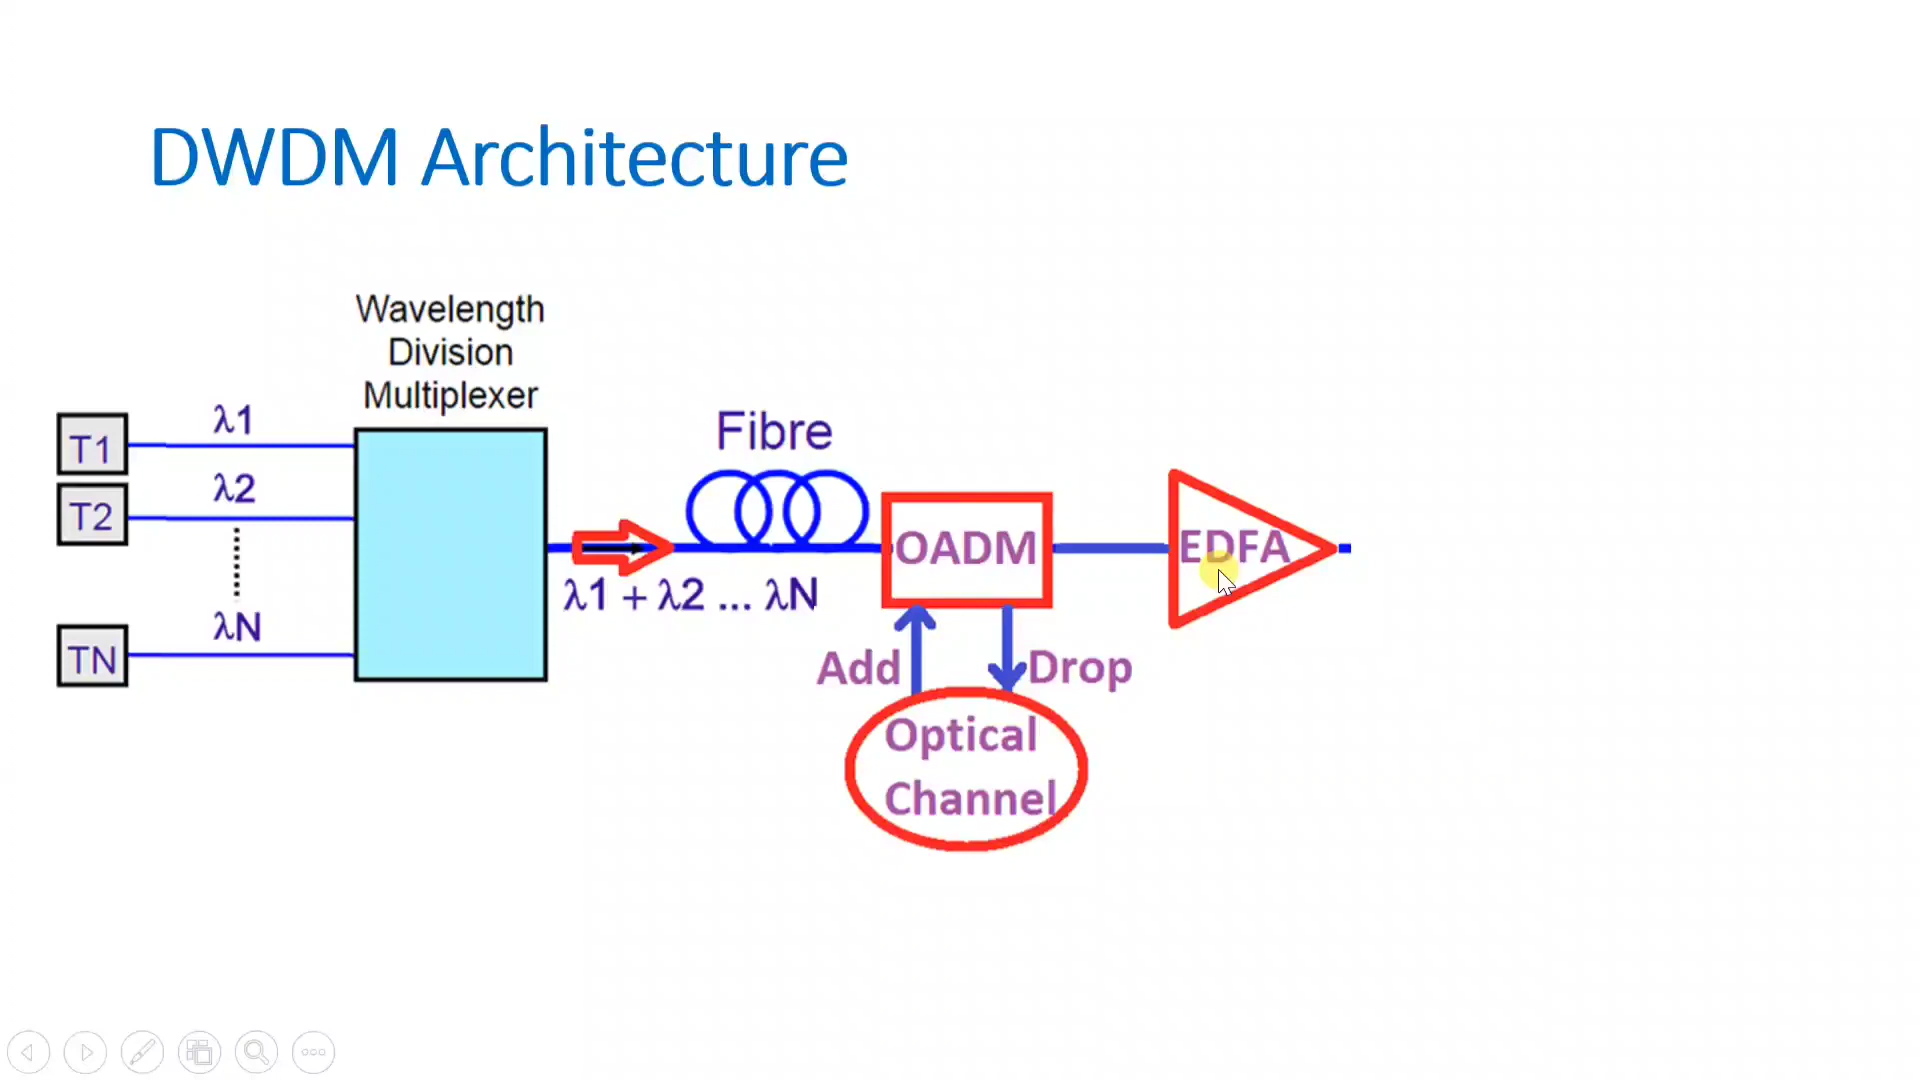 DWDM Architecture
Wavelength
Division
Multiplexer
T1
λ1
T2
λ2
TN
λN
Fibre
λ1 + λ2 ... λN
OADM
EDFA
Add
Drop
Optical
Channel